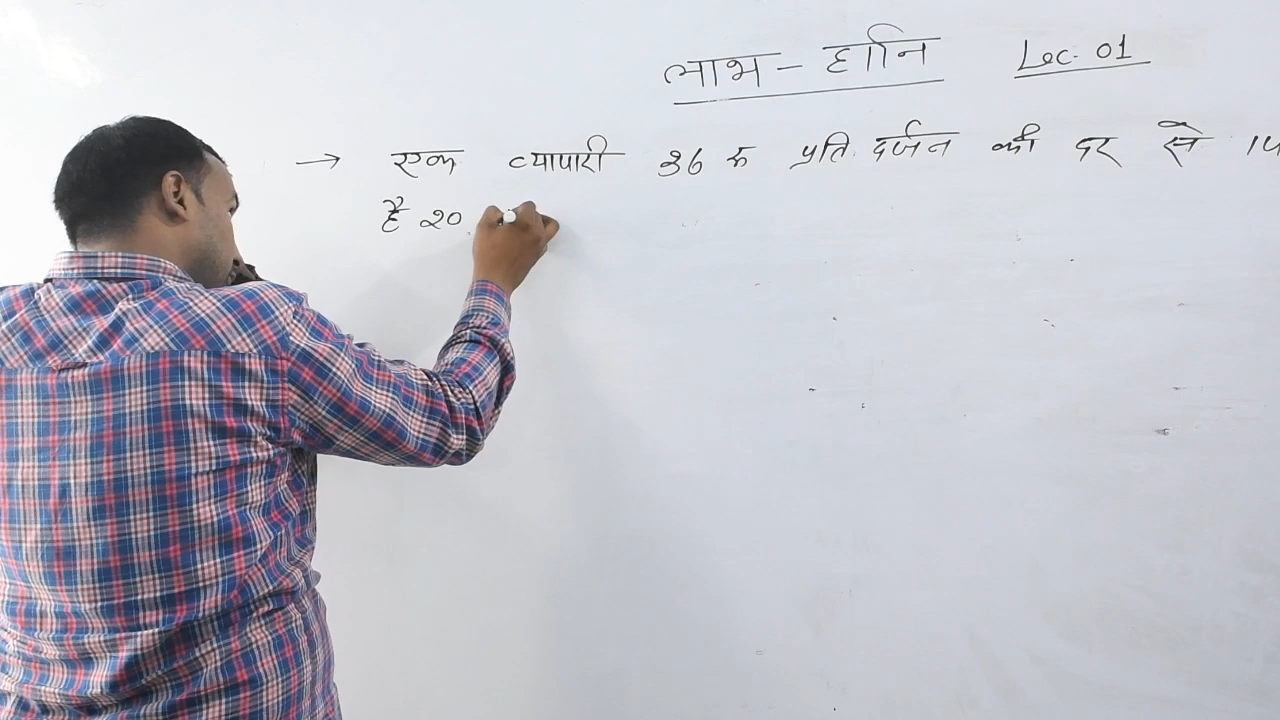 लाभ – हानि Lec- 01
→ एक व्यापारी 36 रु प्रति दर्जन की दर से
है 20